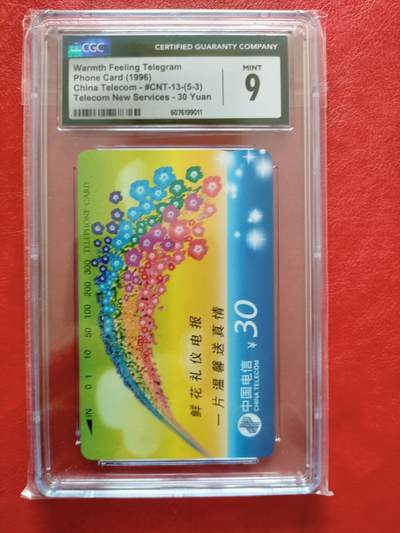 CGC
CERTIFIED GUARANTY COMPANY
Warmth Feeling Telegram
Phone Card (1996)
China Telecom - #CNT-13-(5-3)
Telecom New Services - 30 Yuan
MINT
9
6076199011
◀IN 0 1 10 50 100 200 300 TELEPHONE CARD
鲜花礼仪电报
一片温馨送真情
¥30
中国电信
CHINA TELECOM